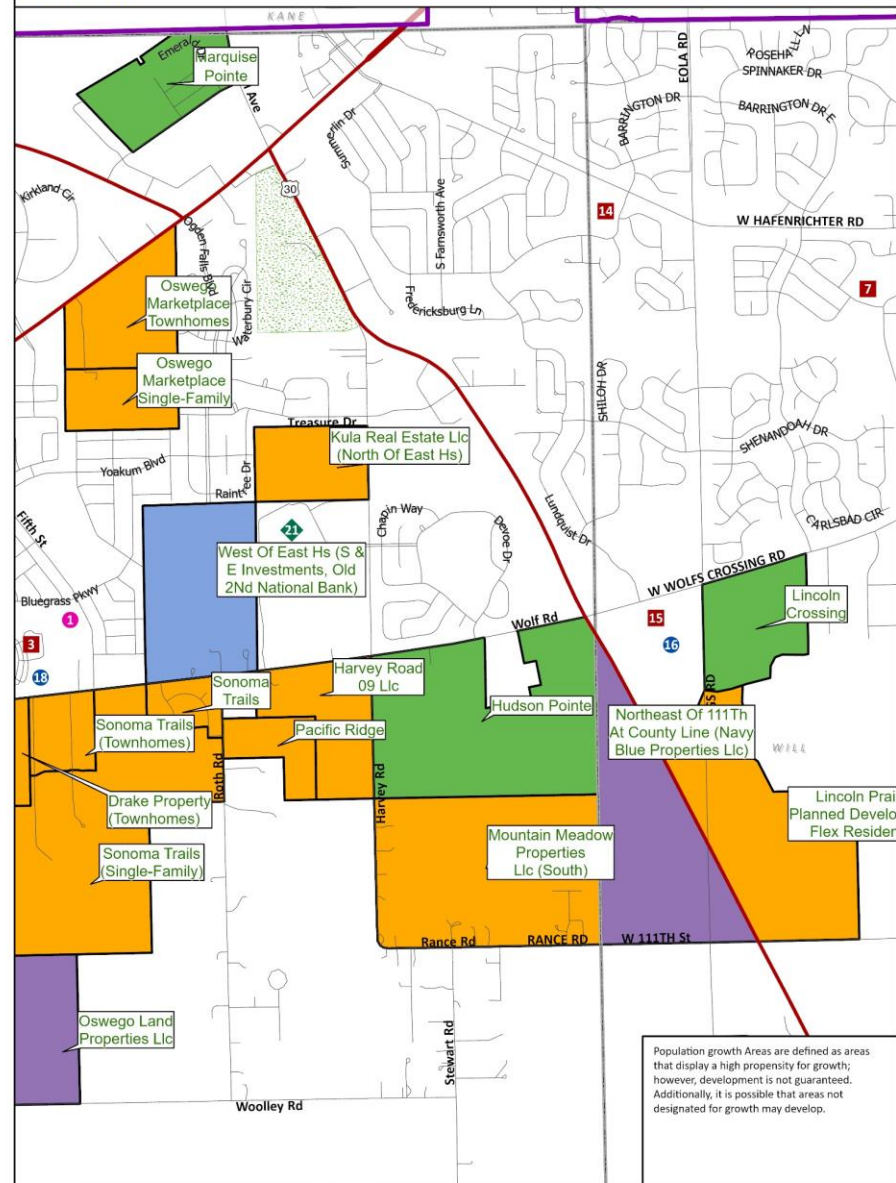 KANE
Emerald Dr
Marquise
Pointe
Ave
EOLA RD
ROSEHALL LN
SPINNAKER DR
BARRINGTON DR
BARRINGTON DR E
Summerlin Dr
30
Kirkland Cir
S Farnsworth Ave
14
W HAFENRICHTER RD
Ogden Falls Blvd
7
Oswego
Marketplace
Townhomes
Waterbury Cir
Fredericksburg Ln
Oswego
Marketplace
Single-Family
SHILOH DR
Treasure Dr
Kula Real Estate Llc
(North Of East Hs)
SHENANDOAH DR
Yoakum Blvd
Raintree Dr
Fifth St
Chapin Way
Devoe Dr
Lundquist Dr
CARLSBAD CIR
21
West Of East Hs (S &
E Investments, Old
2Nd National Bank)
W WOLFS CROSSING RD
Bluegrass Pkwy
1
Lincoln
Crossing
Wolf Rd
15
3
16
18
Sonoma
Trails
Harvey Road
09 Llc
Hudson Pointe
SS RD
Sonoma Trails
(Townhomes)
Pacific Ridge
Northeast Of 111Th
At County Line (Navy
Blue Properties Llc)
WILL
Roth Rd
Harvey Rd
Drake Property
(Townhomes)
Lincoln Prai
Planned Develo
Flex Residen
Mountain Meadow
Properties
Llc (South)
Sonoma Trails
(Single-Family)
Rance Rd
RANCE RD
W 111TH St
Oswego Land
Properties Llc
Stewart Rd
Woolley Rd
Population growth Areas are defined as areas
that display a high propensity for growth;
however, development is not guaranteed.
Additionally, it is possible that areas not
designated for growth may develop.